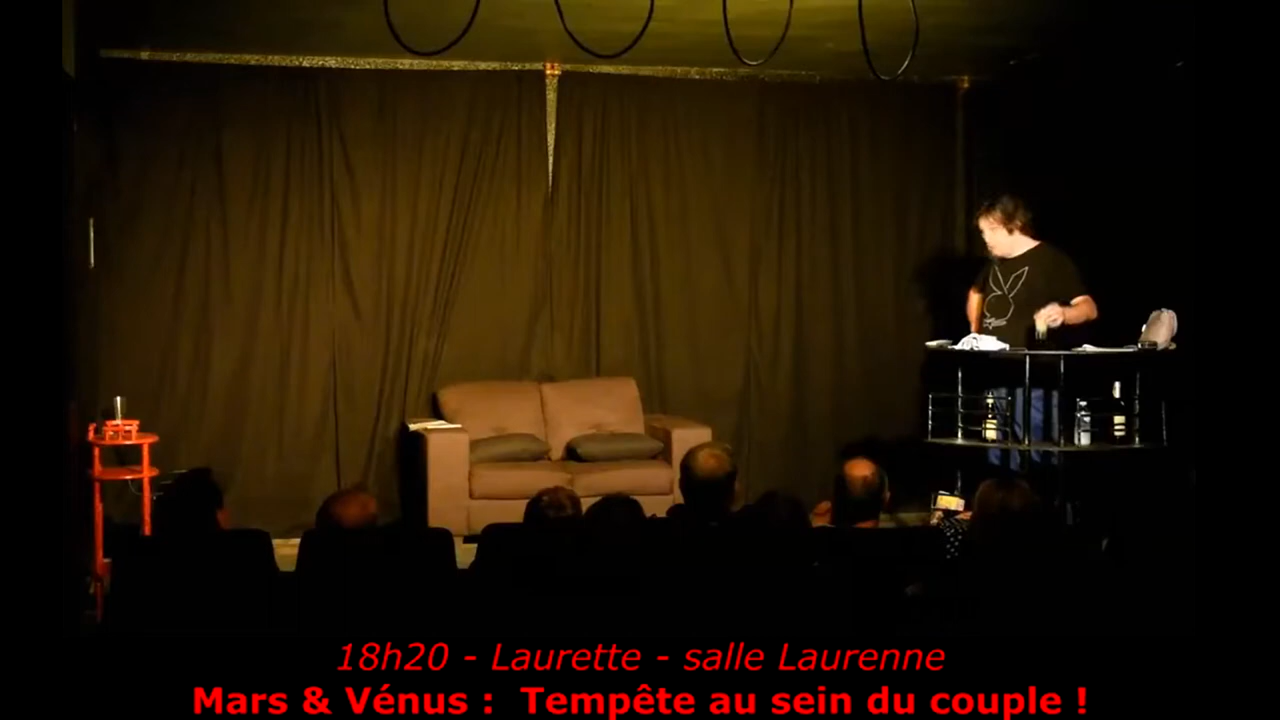 18h20 - Laurette - salle Laurenne
Mars & Vénus : Tempête au sein du couple !